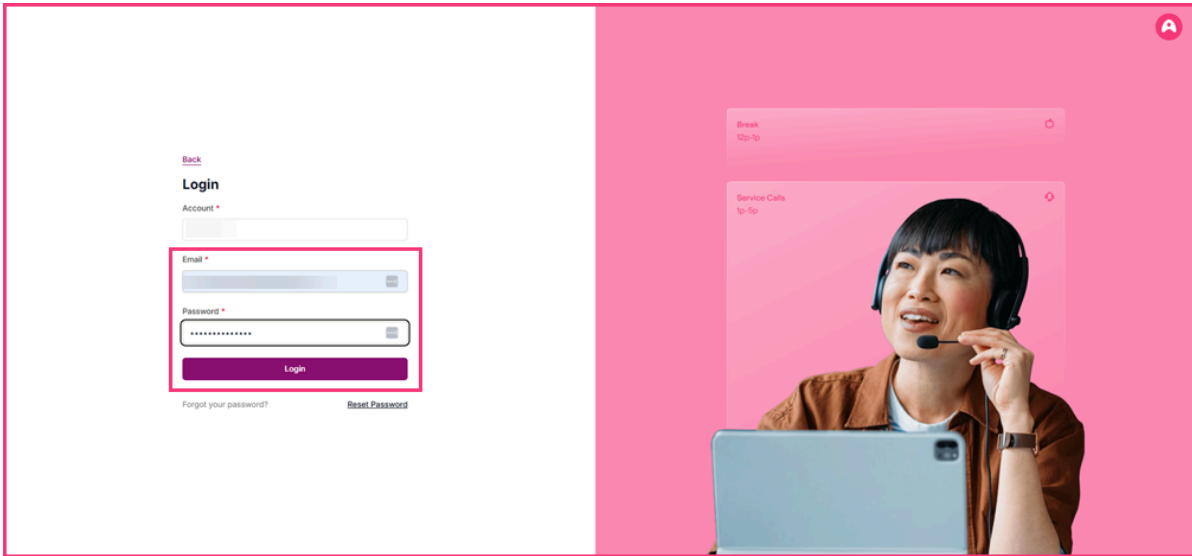 Back
Login
Account *
Email *
Password *
Login
Forgot your password? Reset Password
Break
12p-1p
Service Calls
1p-5p